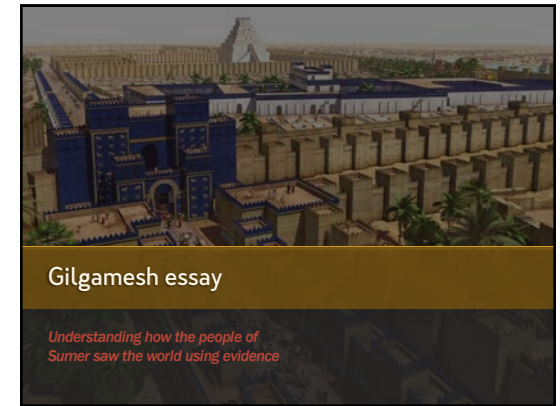 Gilgamesh essay
Understanding how the people of
Sumer saw the world using evidence